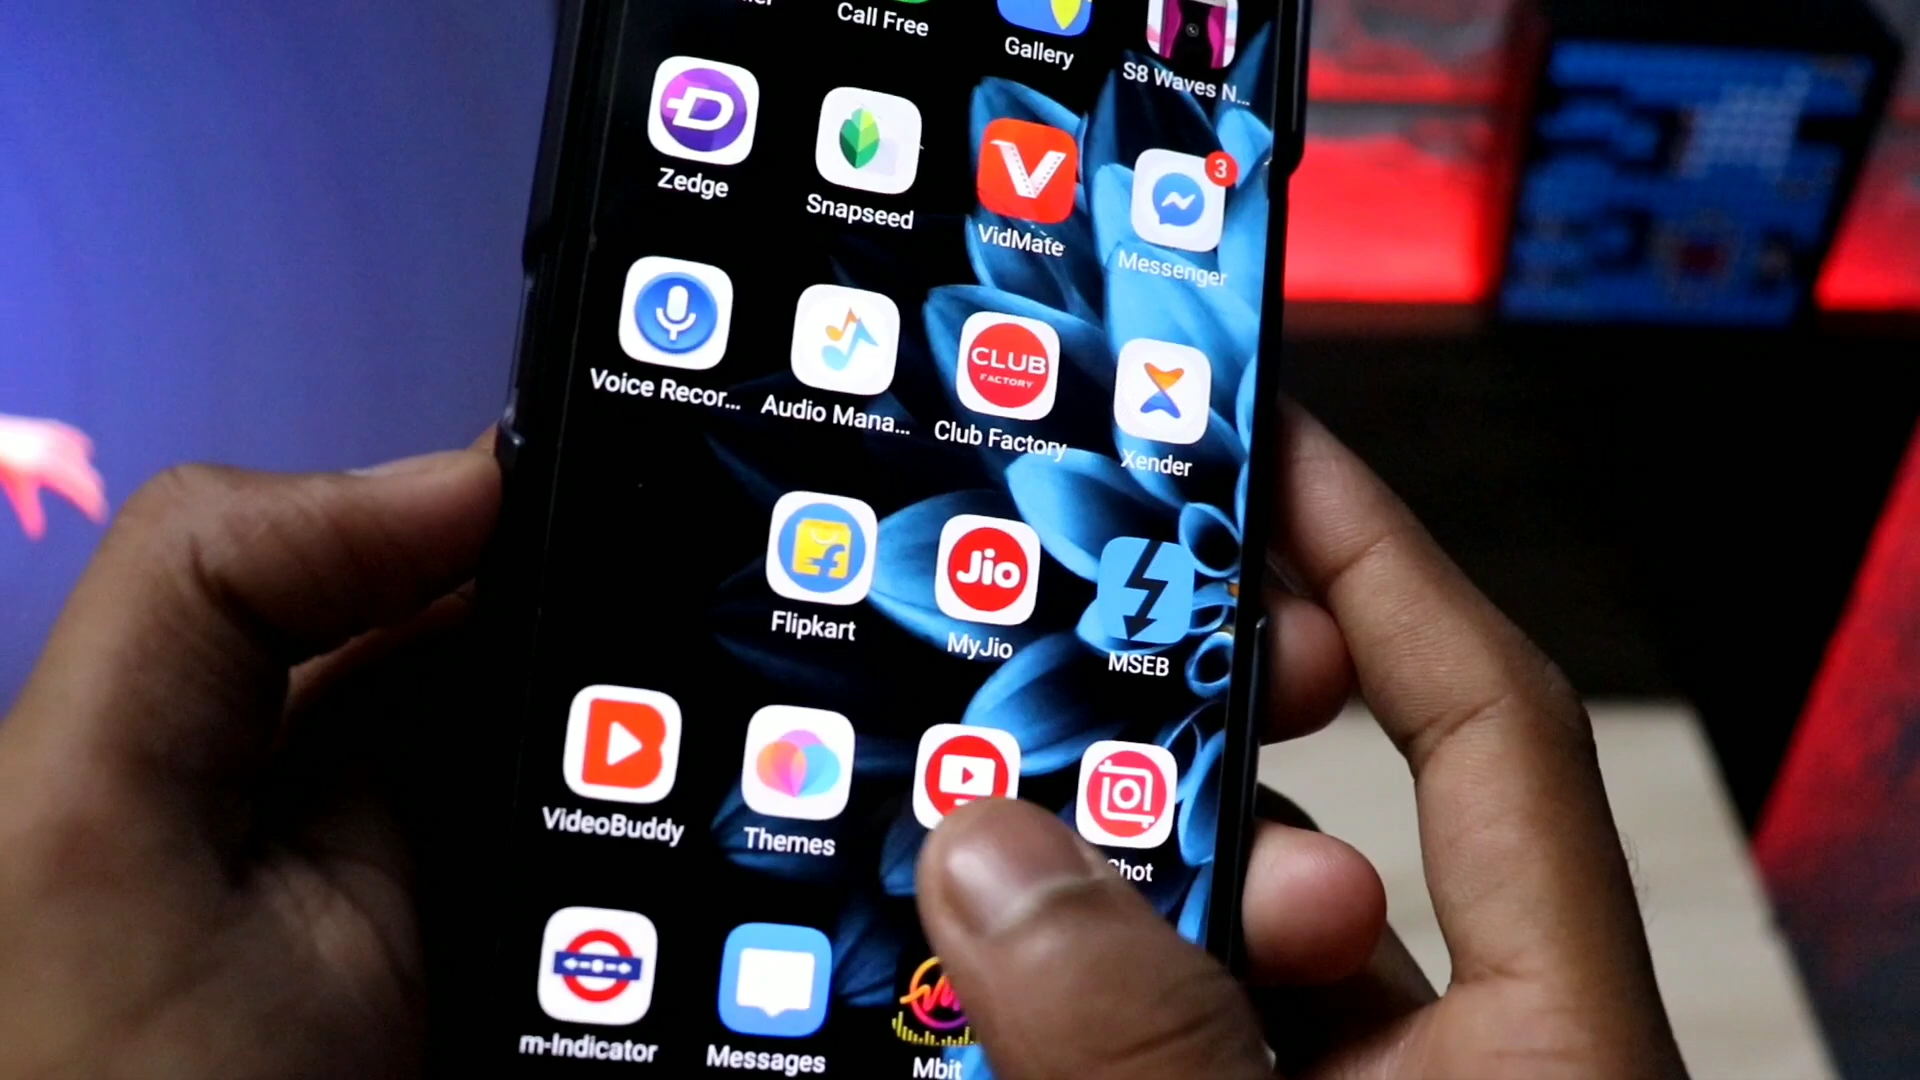 Call Free
Gallery
S8 Waves N...
Zedge
Snapseed
VidMate
3
Messenger
Voice Recor...
Audio Mana...
CLUB
FACTORY
Club Factory
Xender
Flipkart
Jio
MyJio
MSEB
VideoBuddy
Themes
m-Indicator
Messages
Mbit